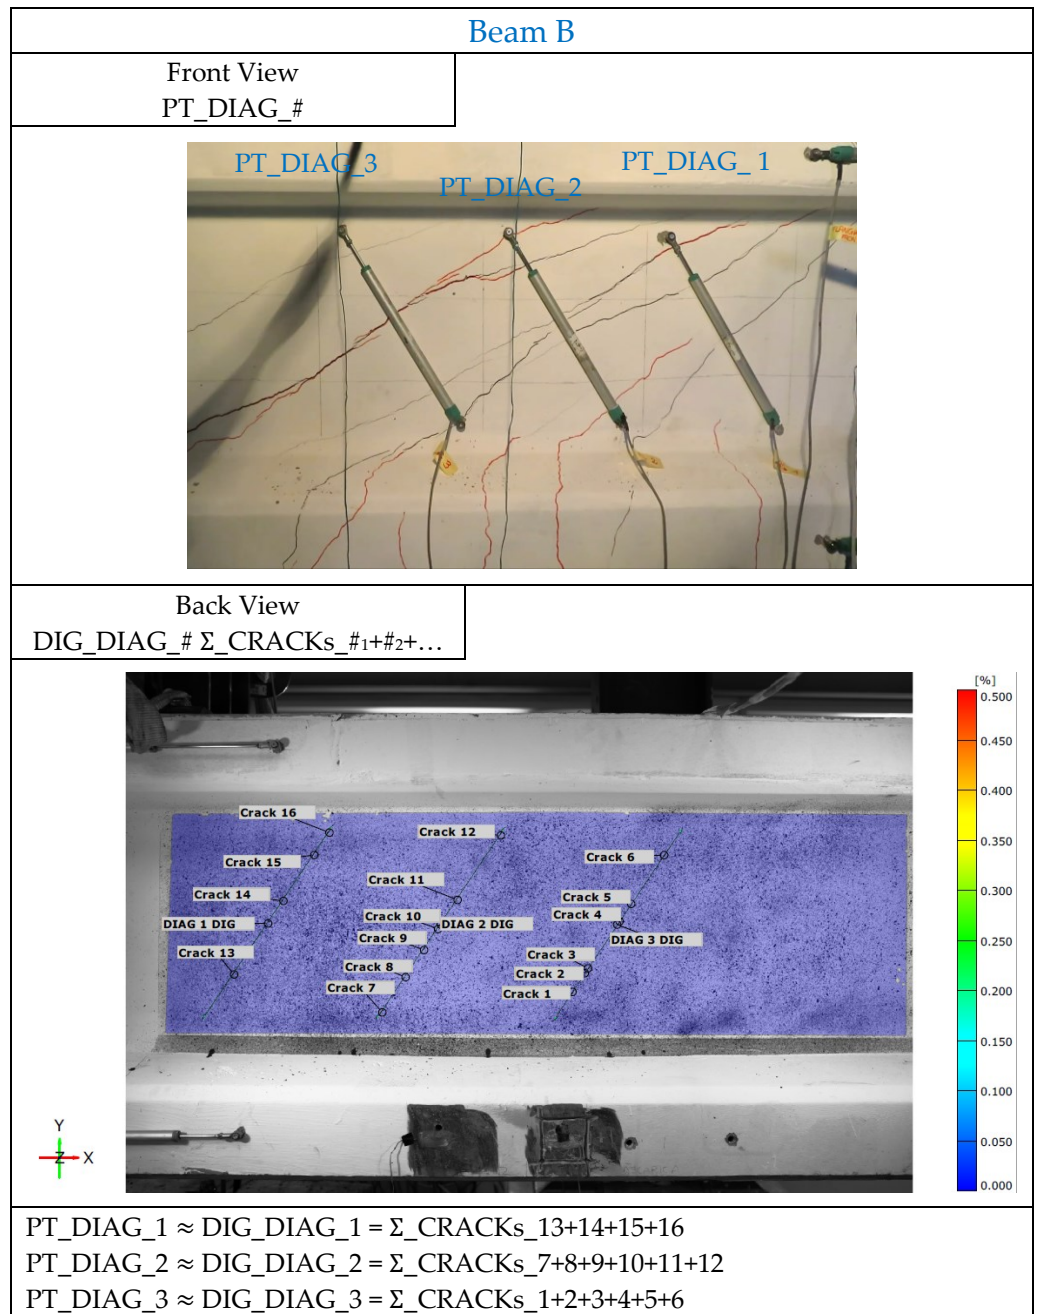 Beam B
Front View
PT_DIAG_#
PT_DIAG_3
PT_DIAG_2
PT_DIAG_ 1
3
Back View
DIG_DIAG_# Σ_CRACKs_#₁+#₂+…
[%]
0.500
0.450
0.400
0.350
0.300
0.250
0.200
0.150
0.100
0.050
0.000
Crack 16
Crack 15
Crack 14
DIAG 1 DIG
Crack 13
Crack 12
Crack 11
Crack 10
DIAG 2 DIG
Crack 9
Crack 8
Crack 7
Crack 6
Crack 5
Crack 4
DIAG 3 DIG
Crack 3
Crack 2
Crack 1
Y
Z X
PT_DIAG_1 ≈ DIG_DIAG_1 = Σ_CRACKs_13+14+15+16
PT_DIAG_2 ≈ DIG_DIAG_2 = Σ_CRACKs_7+8+9+10+11+12
PT_DIAG_3 ≈ DIG_DIAG_3 = Σ_CRACKs_1+2+3+4+5+6